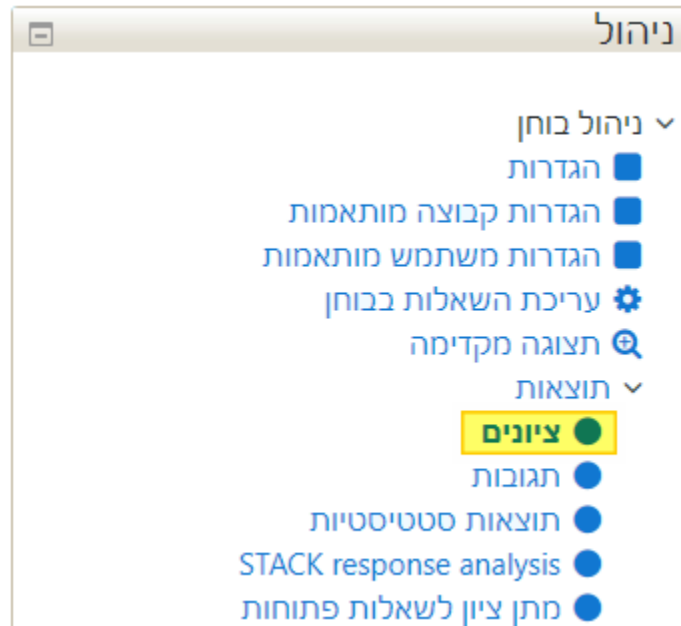 ניהול
ניהול בוחן
הגדרות
הגדרות קבוצה מותאמות
הגדרות משתמש מותאמות
עריכת השאלות בבוחן
תצוגה מקדימה
תוצאות
ציונים
תגובות
תוצאות סטטיסטיות
STACK response analysis
מתן ציון לשאלות פתוחות